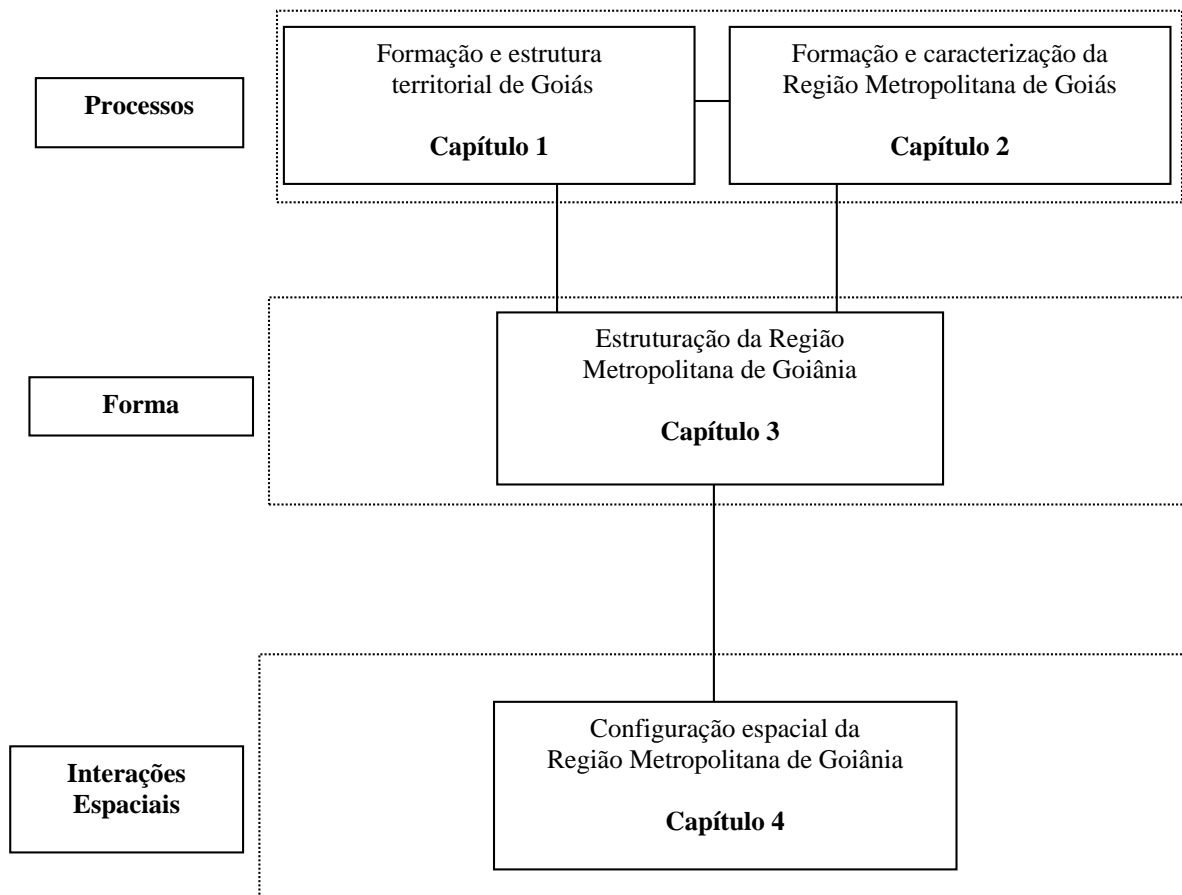 Processos
Formação e estrutura
territorial de Goiás
Capítulo 1
Formação e caracterização da
Região Metropolitana de Goiás
Capítulo 2
Forma
Estruturação da Região
Metropolitana de Goiânia
Capítulo 3
Interações
Espaciais
Configuração espacial da
Região Metropolitana de Goiânia
Capítulo 4